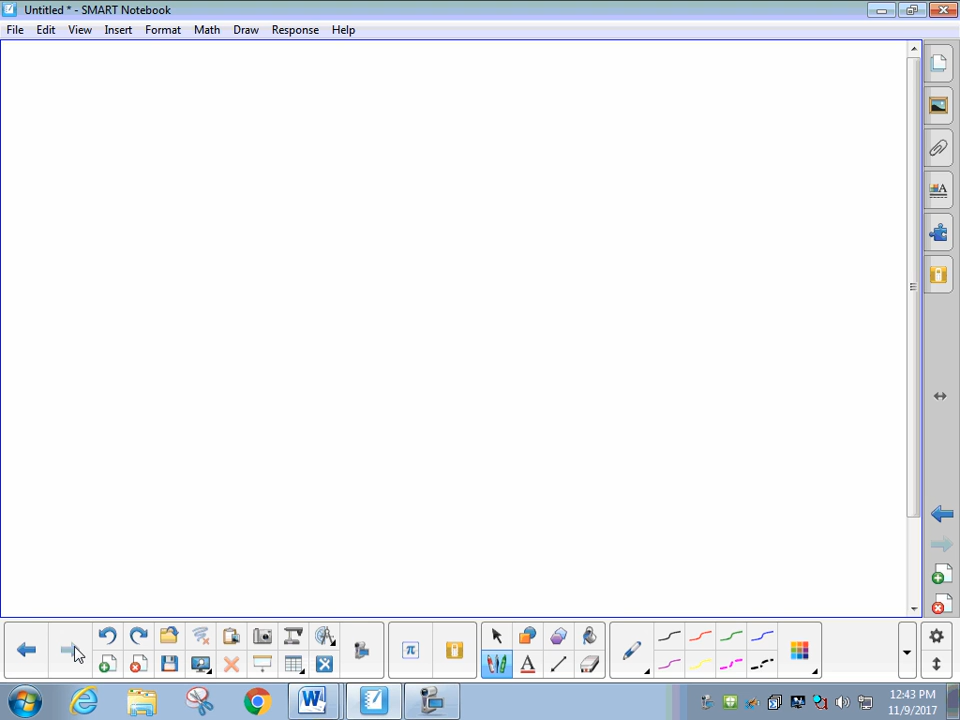 Untitled * - SMART Notebook
File Edit View Insert Format Math Draw Response Help
12:43 PM
11/9/2017